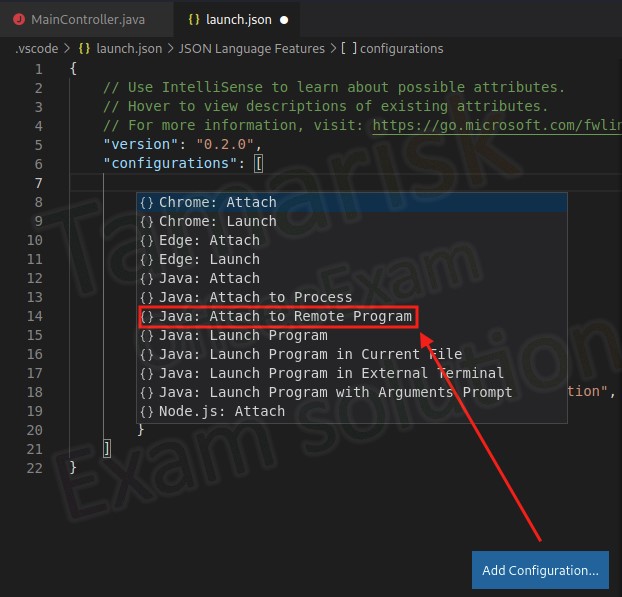 MainController.java
launch.json
.vscode > {} launch.json > JSON Language Features > [ ] configurations
1 {
2 // Use IntelliSense to learn about possible attributes.
3 // Hover to view descriptions of existing attributes.
4 // For more information, visit: https://go.microsoft.com/fwlin
5 "version": "0.2.0",
6 "configurations": [
7
8 {} Chrome: Attach
9 {} Chrome: Launch
10 {} Edge: Attach
11 {} Edge: Launch
12 {} Java: Attach
13 {} Java: Attach to Process
14 {} Java: Attach to Remote Program
15 {} Java: Launch Program
16 {} Java: Launch Program in Current File
17 {} Java: Launch Program in External Terminal
18 {} Java: Launch Program with Arguments Prompt tion",
19 {} Node.js: Attach
20 }
21 ]
22 }
Add Configuration...
Tamarisk
Exam
Exam solution